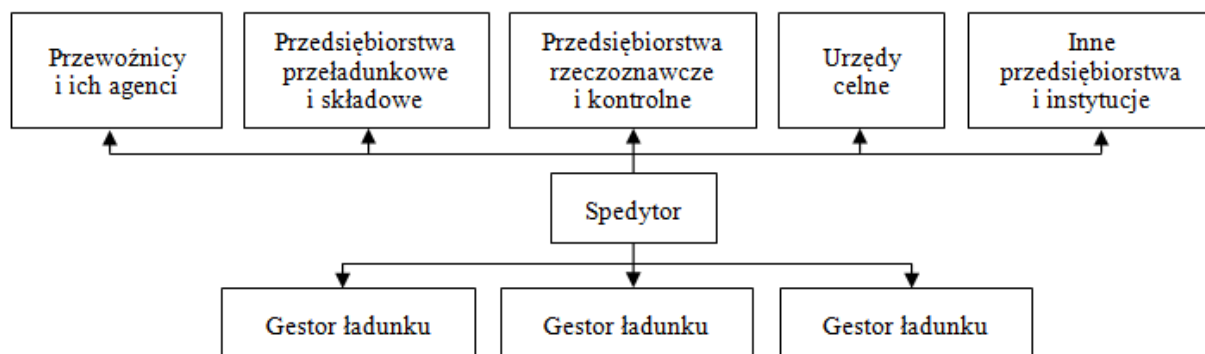 Przewoźnicy
i ich agenci
Przedsiębiorstwa
przeładunkowe
i składowe
Przedsiębiorstwa
rzeczoznawcze
i kontrolne
Urzędy
celne
Inne
przedsiębiorstwa
i instytucje
Spedytor
Gestor ładunku
Gestor ładunku
Gestor ładunku